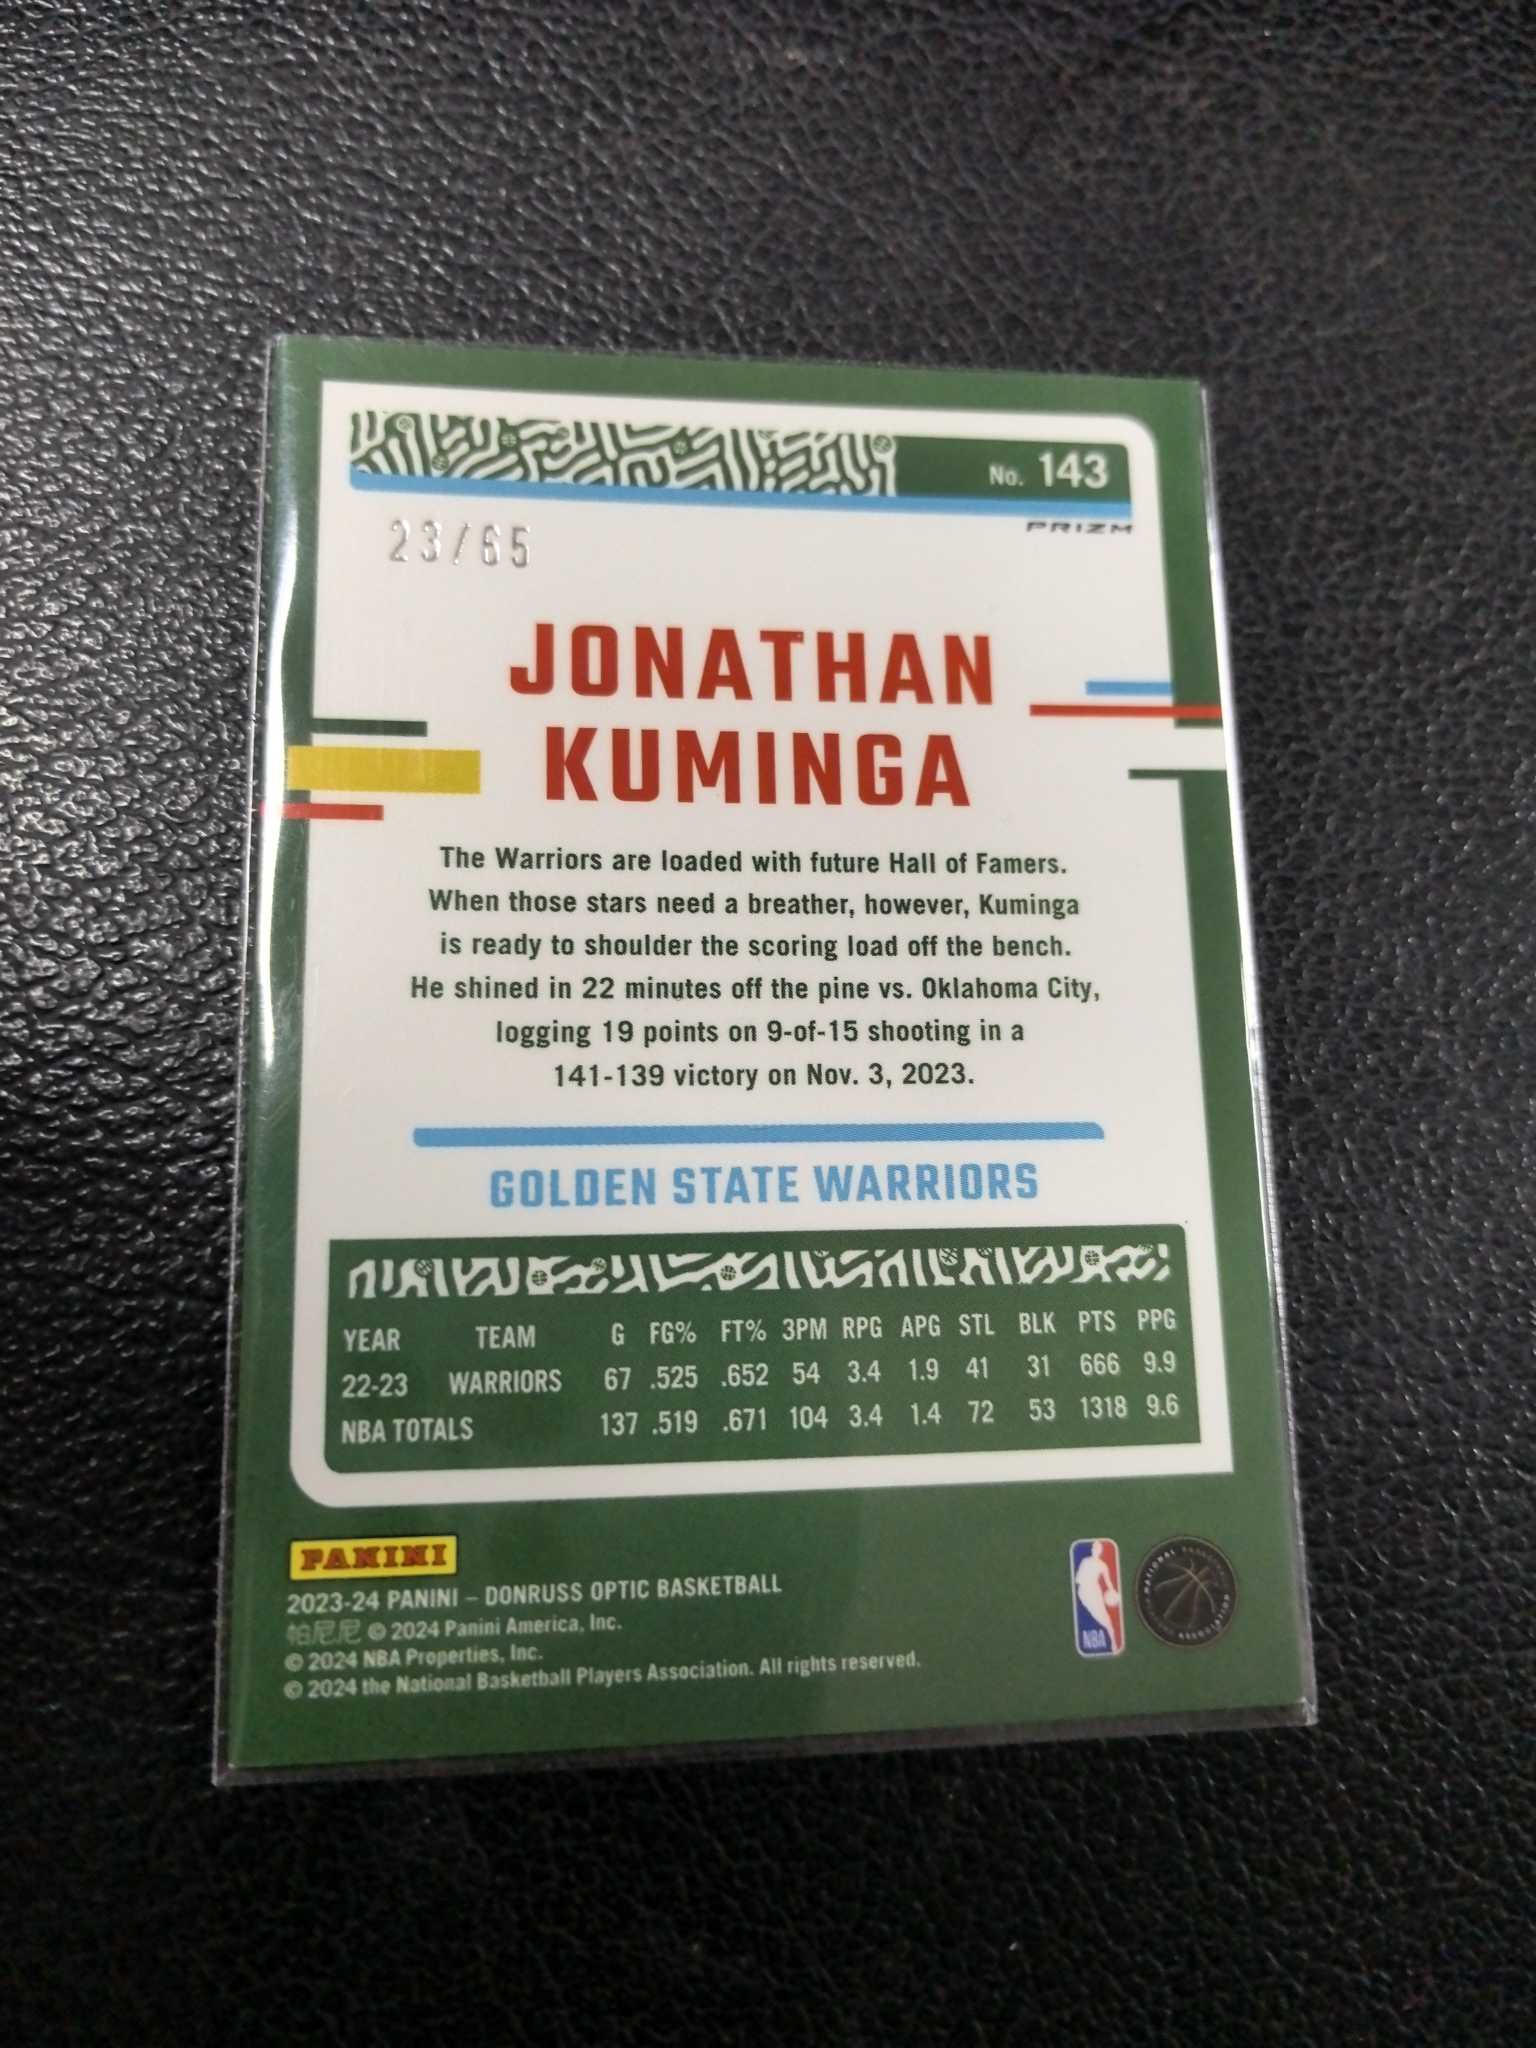 No. 143
PRIZM
23/65
JONATHAN
KUMINGA
The Warriors are loaded with future Hall of Famers.
When those stars need a breather, however, Kuminga
is ready to shoulder the scoring load off the bench.
He shined in 22 minutes off the pine vs. Oklahoma City,
logging 19 points on 9-of-15 shooting in a
141-139 victory on Nov. 3, 2023.
GOLDEN STATE WARRIORS
YEAR TEAM G FG% FT% 3PM RPG APG STL BLK PTS PPG
22-23 WARRIORS 67 .525 .652 54 3.4 1.9 41 31 666 9.9
NBA TOTALS 137 .519 .671 104 3.4 1.4 72 53 1318 9.6
PANINI
2023-24 PANINI – DONRUSS OPTIC BASKETBALL
帕尼尼 © 2024 Panini America, Inc.
© 2024 NBA Properties, Inc.
© 2024 the National Basketball Players Association. All rights reserved.
NBA
NATIONAL BASKETBALL